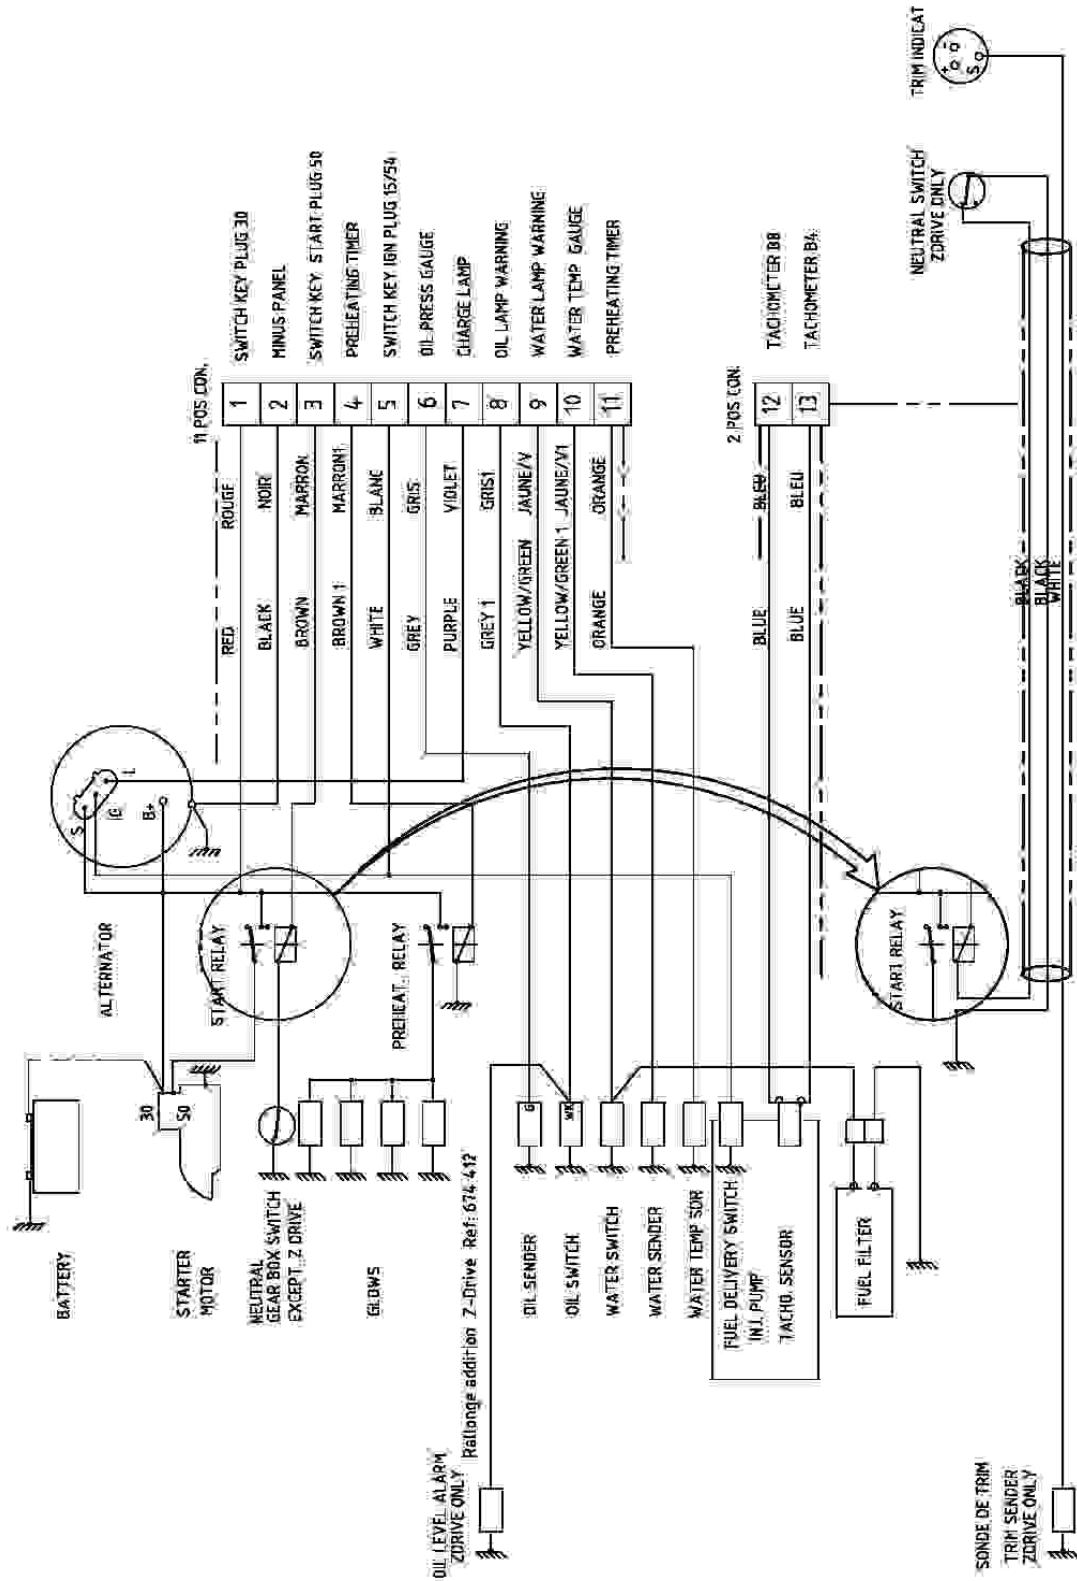 BATTERY
STARTER
MOTOR
30
50
ALTERNATOR
S
G
L
B+
START RELAY
NEUTRAL
GEAR BOX SWITCH
EXCEPT. Z DRIVE
GLOWS
PREHEAT. RELAY
11 POS CON.
RED ROUGE 1 SWITCH KEY PLUG 30
BLACK NOIR 2 MINUS PANEL
BROWN MARRON 3 SWITCH KEY. START PLUG 50
BROWN 1 MARRON1 4 PREHEATING TIMER
WHITE BLANC 5 SWITCH KEY IGN PLUG 15/54
GREY GRIS 6 OIL PRESS GAUGE
PURPLE VIOLET 7 CHARGE LAMP
GREY 1 GRIS1 8 OIL LAMP WARNING
YELLOW/GREEN JAUNE/V 9 WATER LAMP WARNING
YELLOW/GREEN 1 JAUNE/V1 10 WATER TEMP GAUGE
ORANGE ORANGE 11 PREHEATING TIMER
2 POS CON.
BLUE BLEU 12 TACHOMETER B8
BLUE BLEU 13 TACHOMETER B4
OIL LEVEL ALARM
ZDRIVE ONLY
Rallonge addition Z-Drive Ref: 674 412
OIL SENDER
G
OIL SWITCH
WK
WATER SWITCH
WATER SENDER
WATER TEMP SDR
FUEL DELIVERY SWITCH
INJ. PUMP
TACHO. SENSOR
FUEL FILTER
START RELAY
NEUTRAL SWITCH
ZDRIVE ONLY
TRIM INDICAT
+
-
S
BLACK
BLACK
WHITE
SONDE DE TRIM
TRIM SENDER
ZDRIVE ONLY